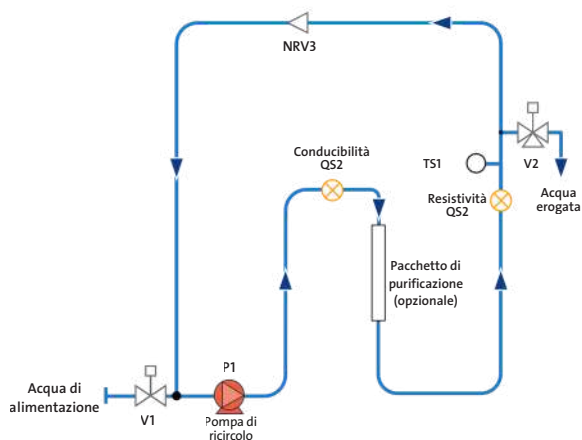 NRV3
Conducibilità
QS2
TS1
V2
Resistività
QS2
Acqua
erogata
Pacchetto di
purificazione
(opzionale)
P1
Acqua di
alimentazione
V1
Pompa di
ricircolo